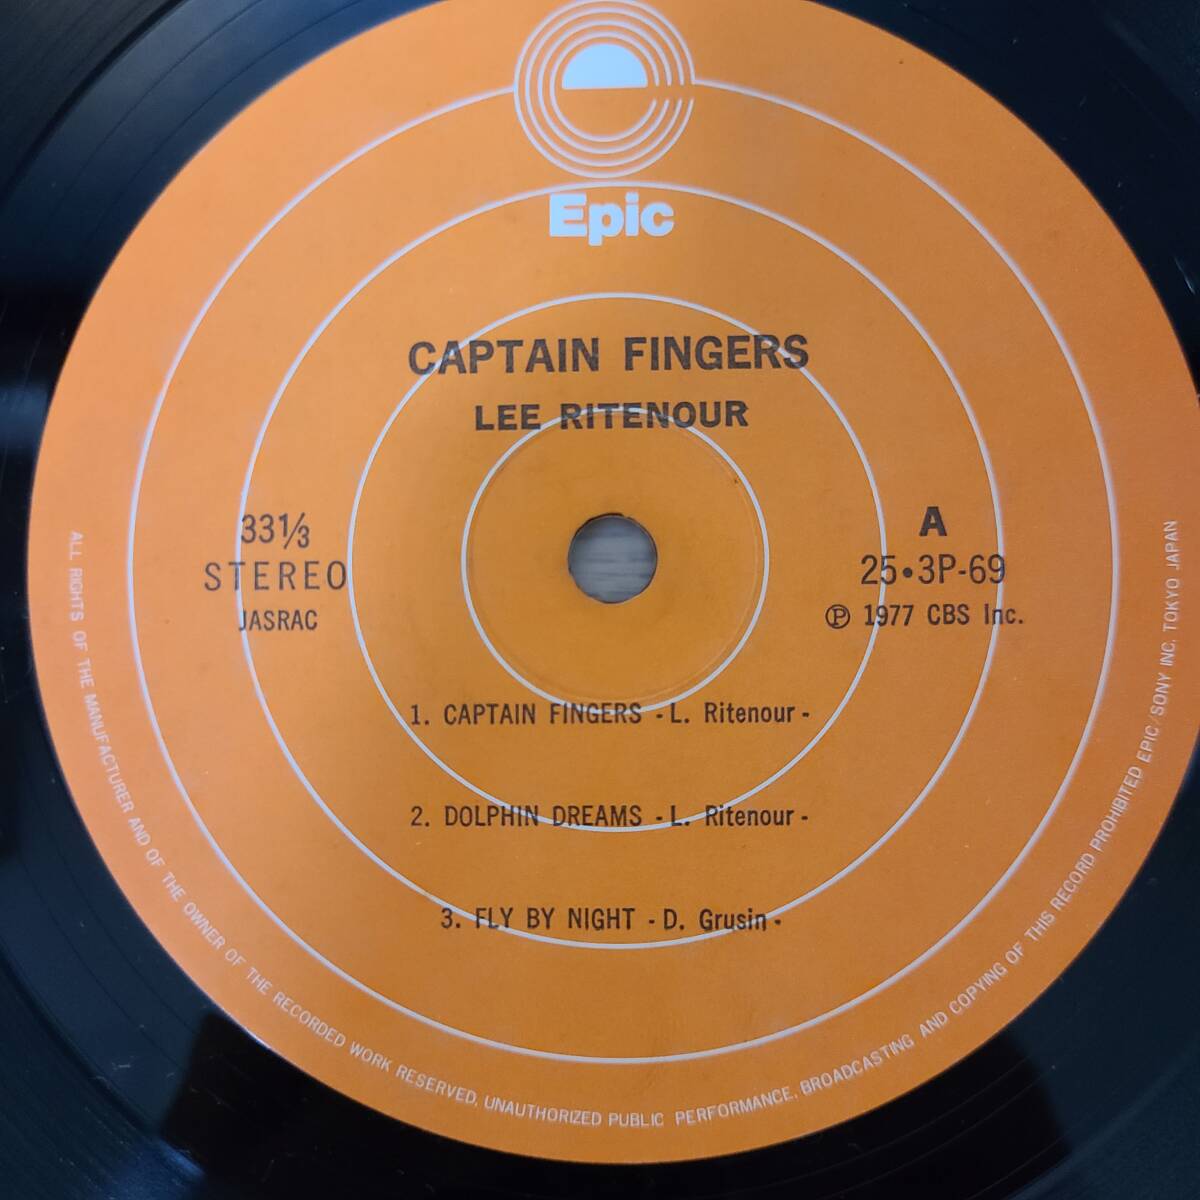 Epic
CAPTAIN FINGERS
LEE RITENOUR
33⅓
STEREO
JASRAC
A
25•3P-69
Ⓟ 1977 CBS Inc.
1. CAPTAIN FINGERS - L. Ritenour -
2. DOLPHIN DREAMS - L. Ritenour -
3. FLY BY NIGHT - D. Grusin -
ALL RIGHTS OF THE MANUFACTURER AND OF THE OWNER OF THE RECORDED WORK RESERVED, UNAUTHORIZED PUBLIC PERFORMANCE, BROADCASTING AND COPYING OF THIS RECORD PROHIBITED EPIC/SONY INC. TOKYO JAPAN